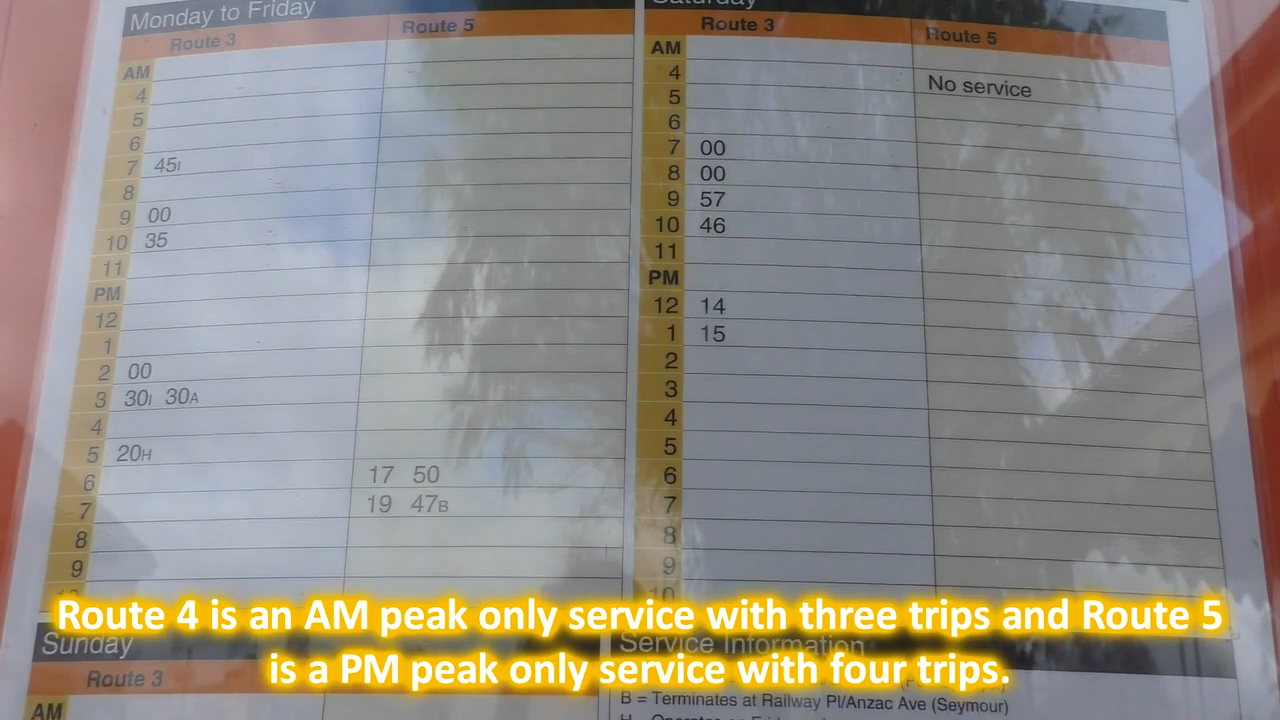 Monday to Friday
Route 3 Route 5
AM
4
5
6
7 45I
8
9 00
10 35
11
PM
12
1
2 00
3 30I 30A
4
5 20H
6 17 50
7 19 47B
8
9
10
Saturday
Route 3 Route 5
AM
4 No service
5
6
7 00
8 00
9 57
10 46
11
PM
12 14
1 15
2
3
4
5
6
7
8
9
10
Sunday
Route 3
AM
Service Information
B = Terminates at Railway Pl/Anzac Ave (Seymour)
Route 4 is an AM peak only service with three trips and Route 5
is a PM peak only service with four trips.